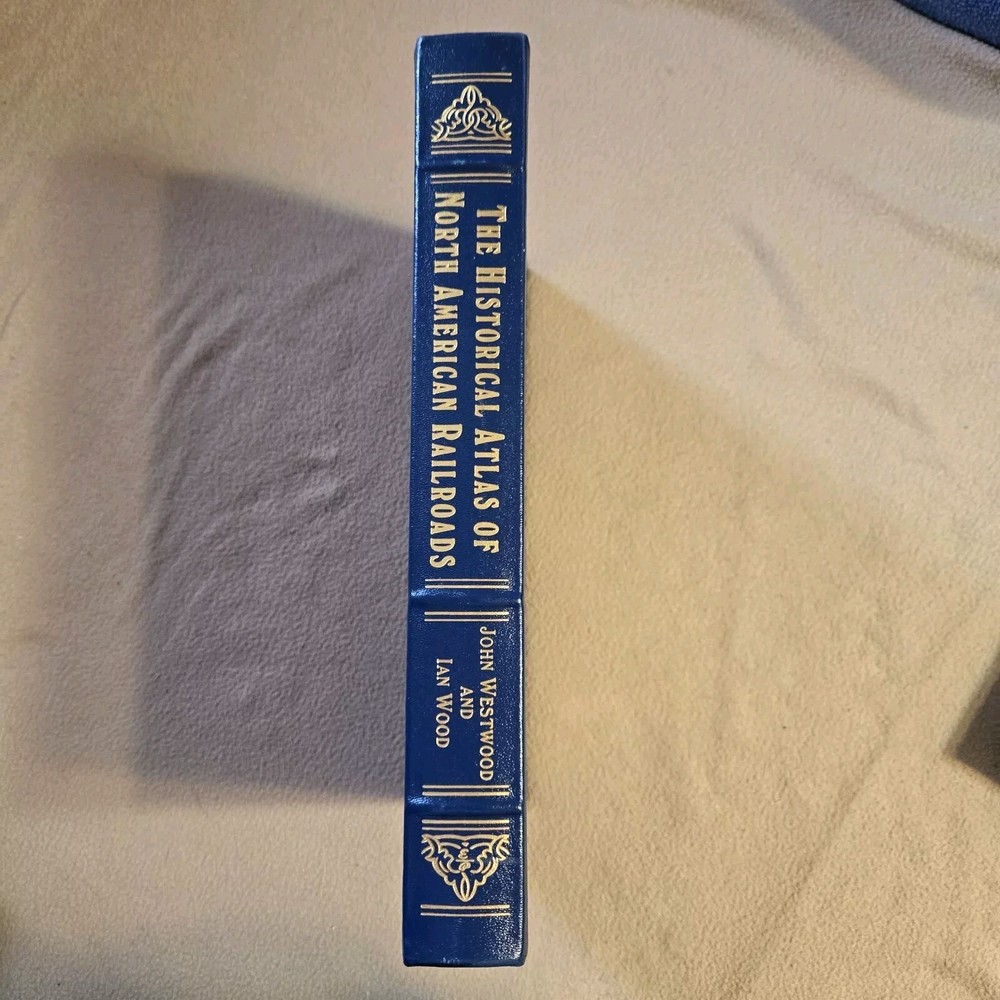 The Historical Atlas of
North American Railroads
John Westwood
and
Ian Wood